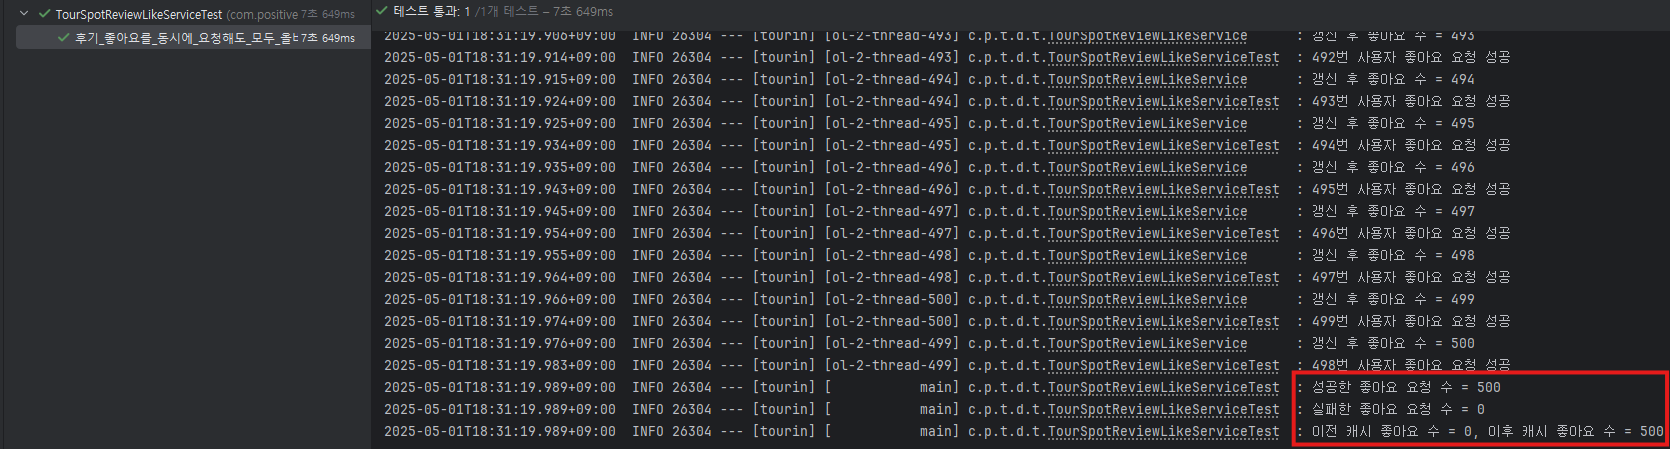 TourSpotReviewLikeServiceTest (com.positive 7초 649ms
후기_좋아요를_동시에_요청해도_모두_올 7초 649ms
테스트 통과: 1 /1개 테스트 – 7초 649ms
2025-05-01T18:31:19.906+09:00 INFO 26304 --- [tourin] [ol-2-thread-493] c.p.t.d.t.TourSpotReviewLikeService : 갱신 후 좋아요 수 = 493
2025-05-01T18:31:19.914+09:00 INFO 26304 --- [tourin] [ol-2-thread-493] c.p.t.d.t.TourSpotReviewLikeServiceTest : 492번 사용자 좋아요 요청 성공
2025-05-01T18:31:19.915+09:00 INFO 26304 --- [tourin] [ol-2-thread-494] c.p.t.d.t.TourSpotReviewLikeService : 갱신 후 좋아요 수 = 494
2025-05-01T18:31:19.924+09:00 INFO 26304 --- [tourin] [ol-2-thread-494] c.p.t.d.t.TourSpotReviewLikeServiceTest : 493번 사용자 좋아요 요청 성공
2025-05-01T18:31:19.925+09:00 INFO 26304 --- [tourin] [ol-2-thread-495] c.p.t.d.t.TourSpotReviewLikeService : 갱신 후 좋아요 수 = 495
2025-05-01T18:31:19.934+09:00 INFO 26304 --- [tourin] [ol-2-thread-495] c.p.t.d.t.TourSpotReviewLikeServiceTest : 494번 사용자 좋아요 요청 성공
2025-05-01T18:31:19.935+09:00 INFO 26304 --- [tourin] [ol-2-thread-496] c.p.t.d.t.TourSpotReviewLikeService : 갱신 후 좋아요 수 = 496
2025-05-01T18:31:19.943+09:00 INFO 26304 --- [tourin] [ol-2-thread-496] c.p.t.d.t.TourSpotReviewLikeServiceTest : 495번 사용자 좋아요 요청 성공
2025-05-01T18:31:19.945+09:00 INFO 26304 --- [tourin] [ol-2-thread-497] c.p.t.d.t.TourSpotReviewLikeService : 갱신 후 좋아요 수 = 497
2025-05-01T18:31:19.954+09:00 INFO 26304 --- [tourin] [ol-2-thread-497] c.p.t.d.t.TourSpotReviewLikeServiceTest : 496번 사용자 좋아요 요청 성공
2025-05-01T18:31:19.955+09:00 INFO 26304 --- [tourin] [ol-2-thread-498] c.p.t.d.t.TourSpotReviewLikeService : 갱신 후 좋아요 수 = 498
2025-05-01T18:31:19.964+09:00 INFO 26304 --- [tourin] [ol-2-thread-498] c.p.t.d.t.TourSpotReviewLikeServiceTest : 497번 사용자 좋아요 요청 성공
2025-05-01T18:31:19.966+09:00 INFO 26304 --- [tourin] [ol-2-thread-500] c.p.t.d.t.TourSpotReviewLikeService : 갱신 후 좋아요 수 = 499
2025-05-01T18:31:19.974+09:00 INFO 26304 --- [tourin] [ol-2-thread-500] c.p.t.d.t.TourSpotReviewLikeServiceTest : 499번 사용자 좋아요 요청 성공
2025-05-01T18:31:19.976+09:00 INFO 26304 --- [tourin] [ol-2-thread-499] c.p.t.d.t.TourSpotReviewLikeService : 갱신 후 좋아요 수 = 500
2025-05-01T18:31:19.983+09:00 INFO 26304 --- [tourin] [ol-2-thread-499] c.p.t.d.t.TourSpotReviewLikeServiceTest : 498번 사용자 좋아요 요청 성공
2025-05-01T18:31:19.989+09:00 INFO 26304 --- [tourin] [ main] c.p.t.d.t.TourSpotReviewLikeServiceTest : 성공한 좋아요 요청 수 = 500
2025-05-01T18:31:19.989+09:00 INFO 26304 --- [tourin] [ main] c.p.t.d.t.TourSpotReviewLikeServiceTest : 실패한 좋아요 요청 수 = 0
2025-05-01T18:31:19.989+09:00 INFO 26304 --- [tourin] [ main] c.p.t.d.t.TourSpotReviewLikeServiceTest : 이전 캐시 좋아요 수 = 0, 이후 캐시 좋아요 수 = 500